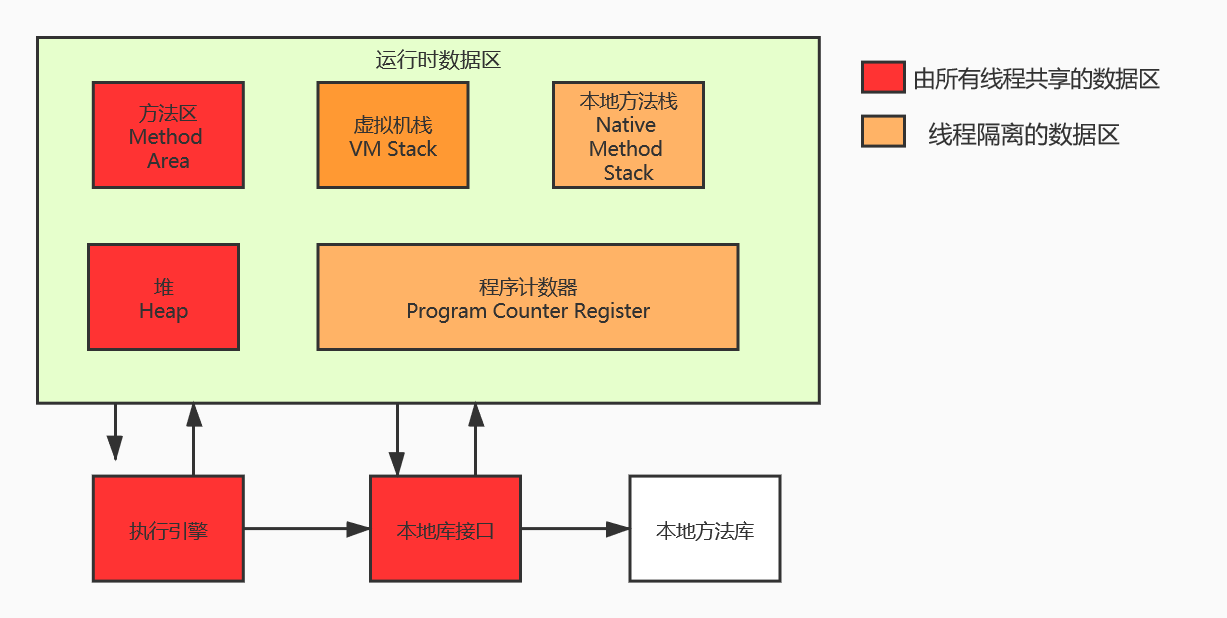 运行时数据区
方法区
Method
Area
虚拟机栈
VM Stack
本地方法栈
Native
Method
Stack
堆
Heap
程序计数器
Program Counter Register
执行引擎
本地库接口
本地方法库
由所有线程共享的数据区
线程隔离的数据区